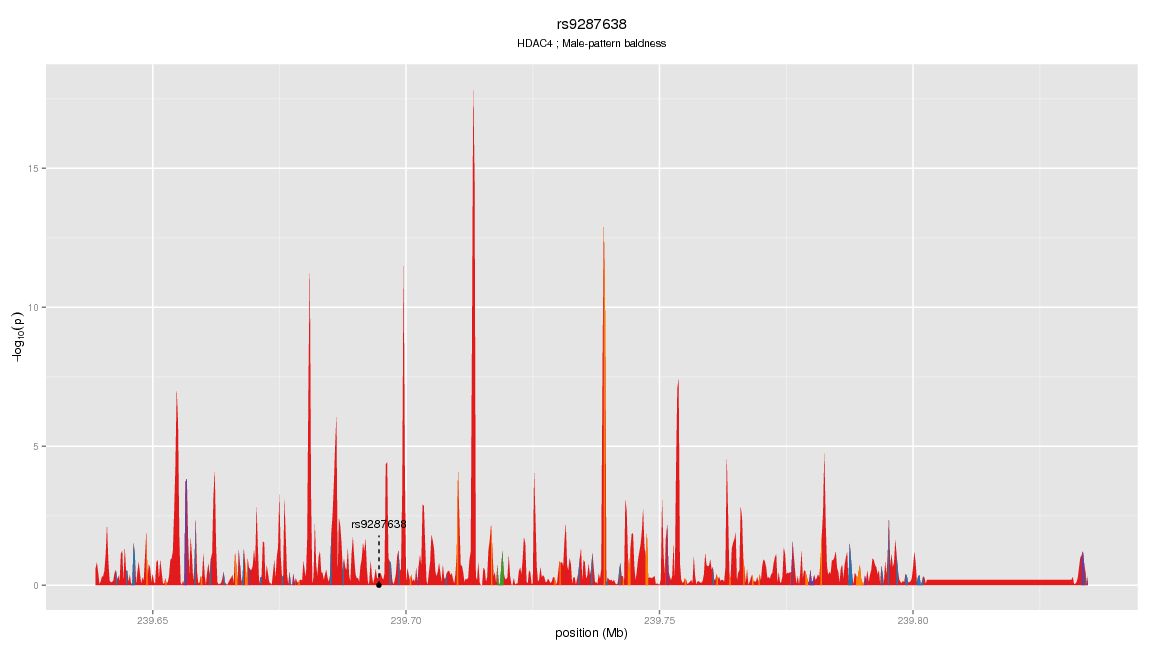 rs9287638
HDAC4 ; Male-pattern baldness
15
10
5
0
−log10(p)
rs9287638
239.65
239.70
239.75
239.80
position (Mb)